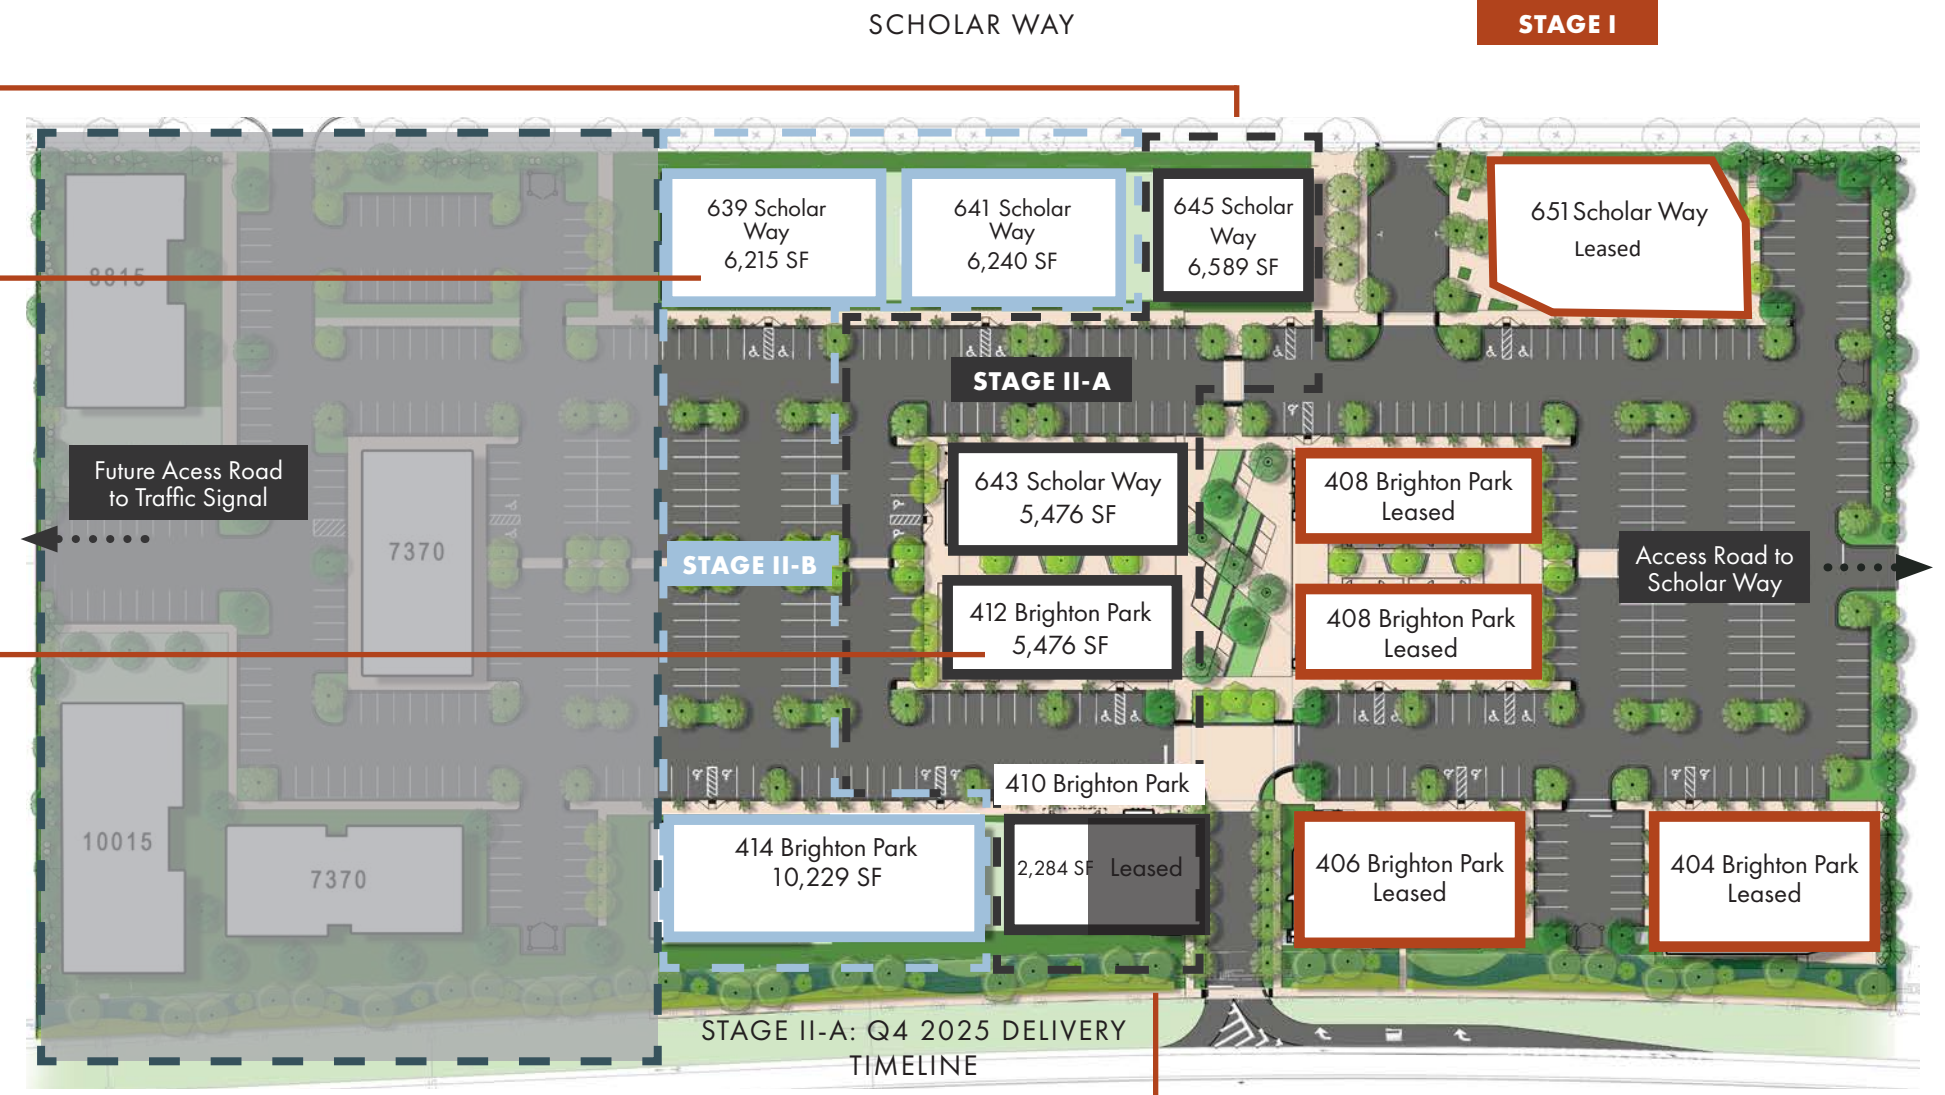 SCHOLAR WAY
STAGE I
639 Scholar
Way
6,215 SF
641 Scholar
Way
6,240 SF
645 Scholar
Way
6,589 SF
651 Scholar Way
Leased
8815
STAGE II-A
Future Acess Road
to Traffic Signal
7370
643 Scholar Way
5,476 SF
408 Brighton Park
Leased
STAGE II-B
Access Road to
Scholar Way
412 Brighton Park
5,476 SF
408 Brighton Park
Leased
410 Brighton Park
10015
7370
414 Brighton Park
10,229 SF
2,284 SF
Leased
406 Brighton Park
Leased
404 Brighton Park
Leased
STAGE II-A: Q4 2025 DELIVERY
TIMELINE